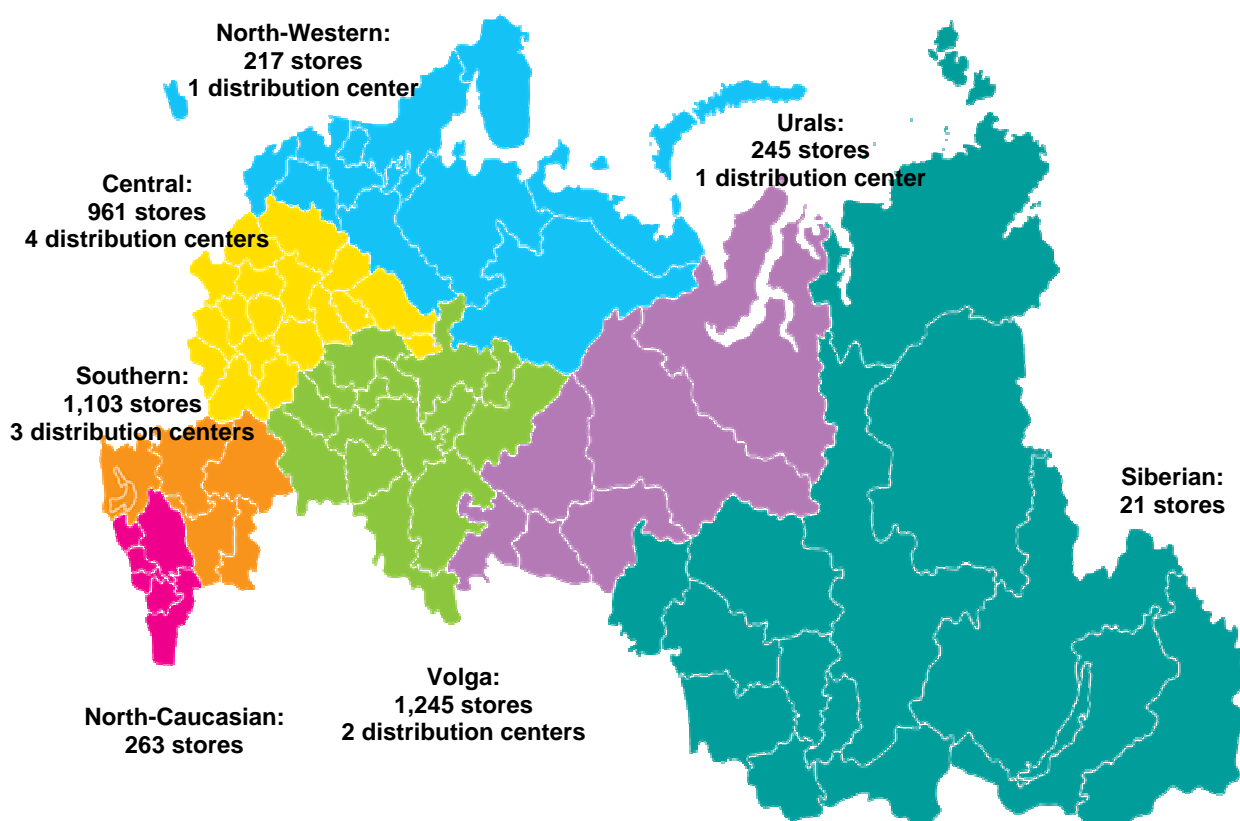 North-Western:
217 stores
1 distribution center
Urals:
245 stores
1 distribution center
Central:
961 stores
4 distribution centers
Southern:
1,103 stores
3 distribution centers
Siberian:
21 stores
Volga:
1,245 stores
2 distribution centers
North-Caucasian:
263 stores